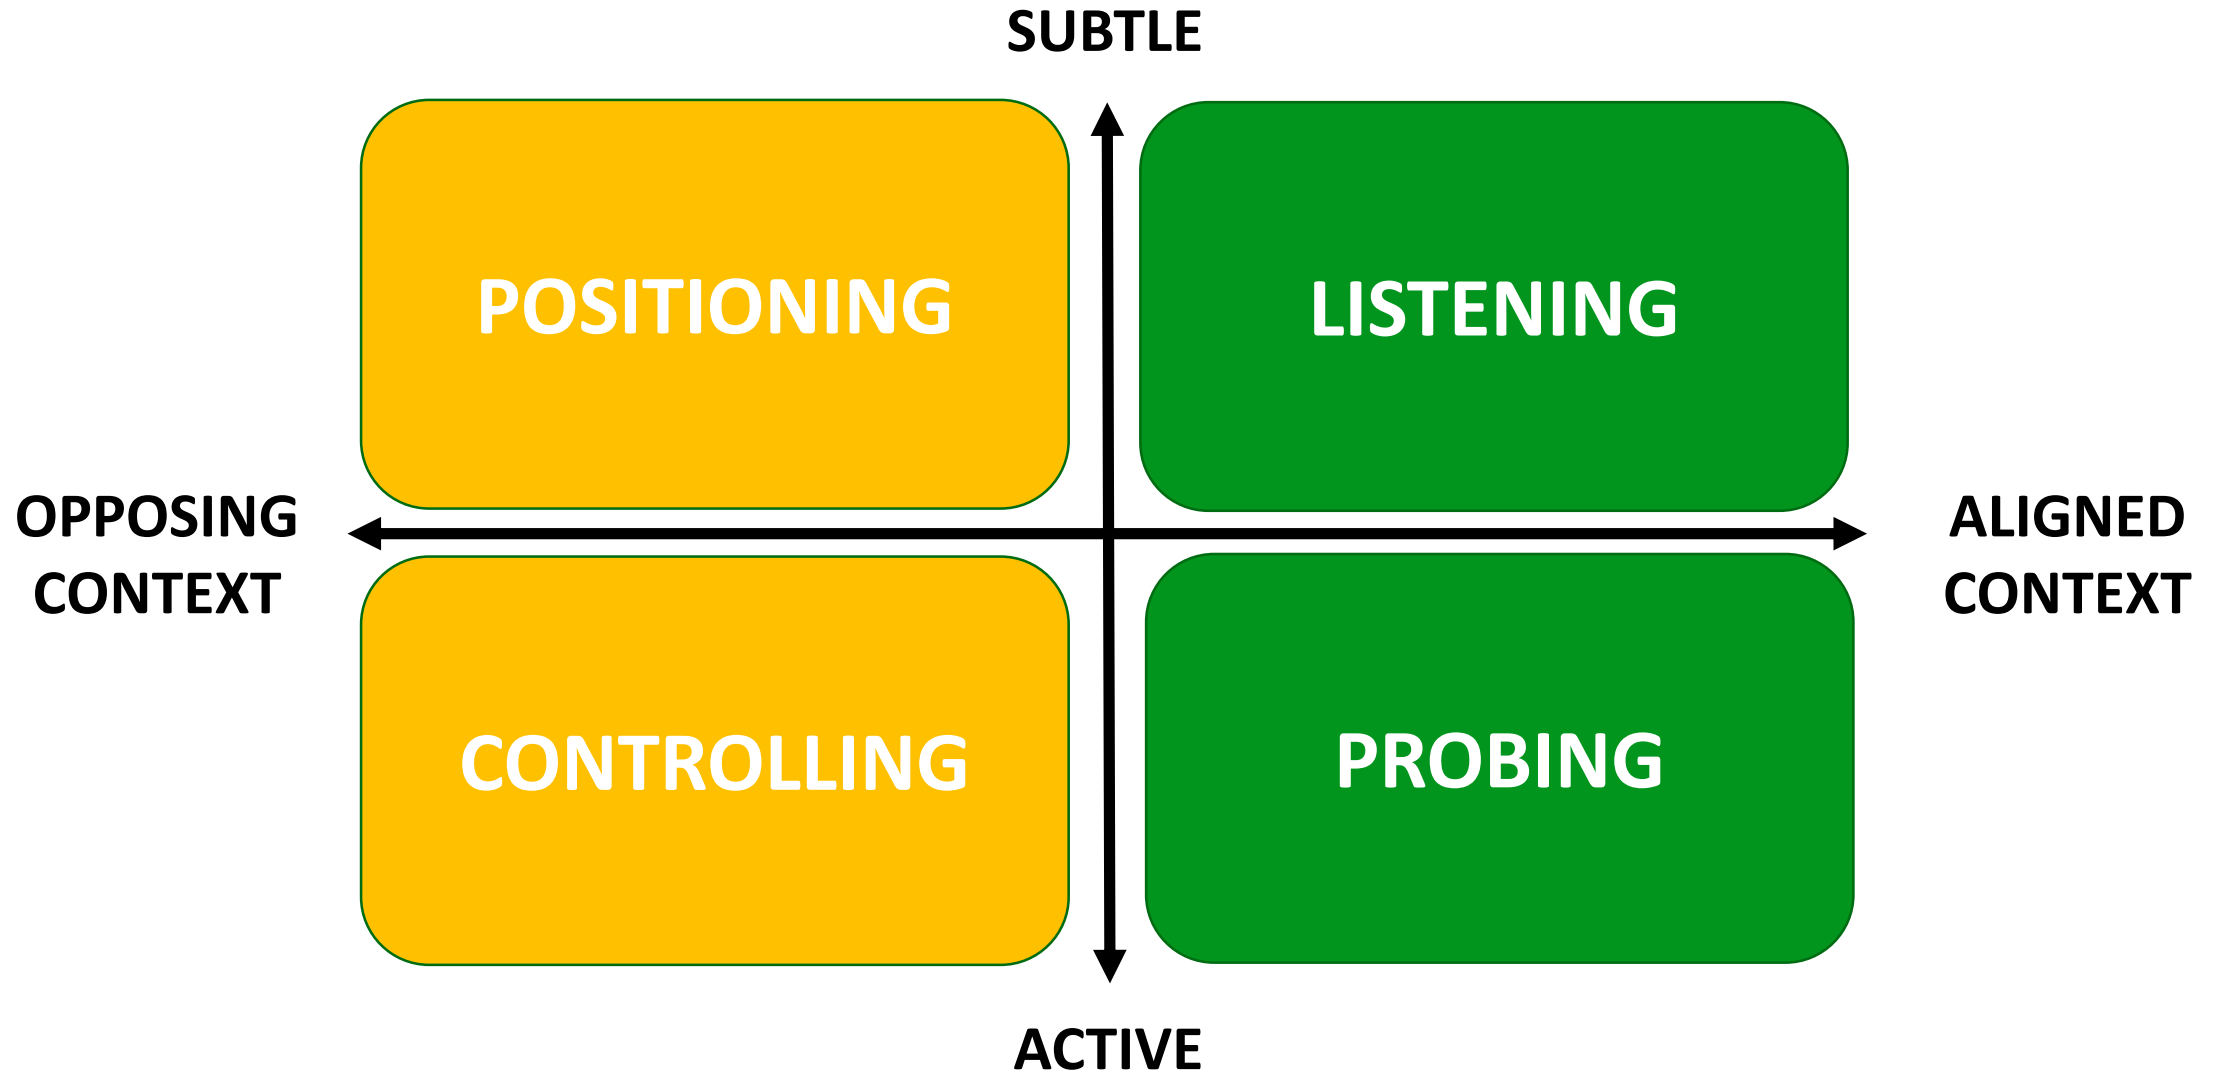 SUBTLE
POSITIONING
LISTENING
OPPOSING
CONTEXT
ALIGNED
CONTEXT
CONTROLLING
PROBING
ACTIVE